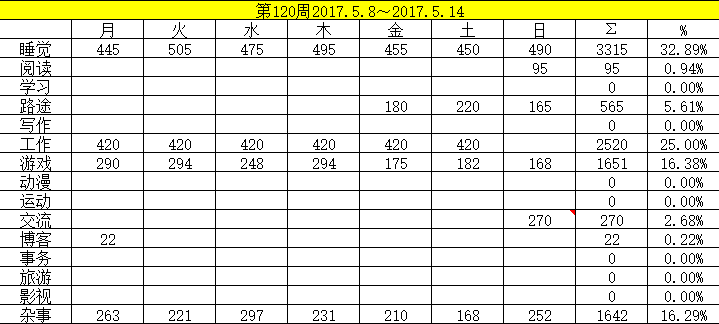 第120周2017.5.8～2017.5.14
月 火 水 木 金 土 日 Σ %
睡觉 445 505 475 495 455 450 490 3315 32.89%
阅读 95 95 0.94%
学习 0 0.00%
路途 180 220 165 565 5.61%
写作 0 0.00%
工作 420 420 420 420 420 420 2520 25.00%
游戏 290 294 248 294 175 182 168 1651 16.38%
动漫 0 0.00%
运动 0 0.00%
交流 270 270 2.68%
博客 22 22 0.22%
事务 0 0.00%
旅游 0 0.00%
影视 0 0.00%
杂事 263 221 297 231 210 168 252 1642 16.29%